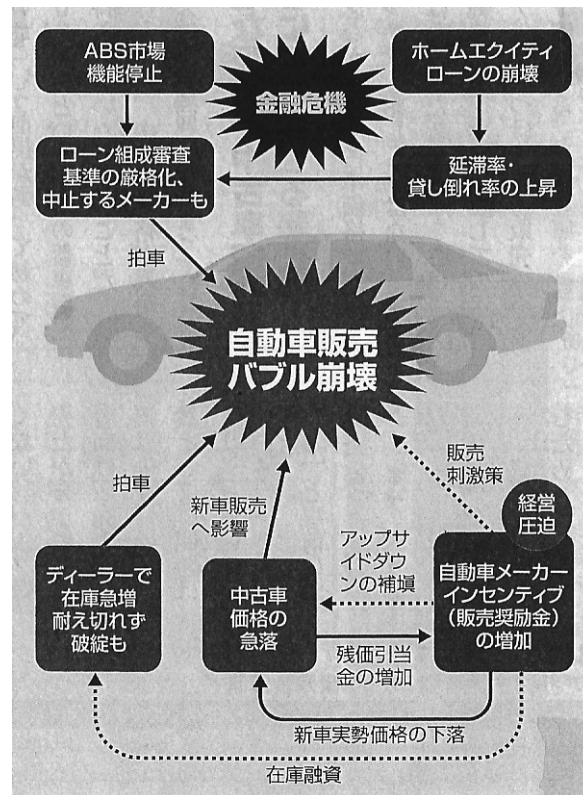 ABS市場
機能停止
ホームエクイティ
ローンの崩壊
金融危機
ローン組成審査
基準の厳格化、
中止するメーカーも
延滞率・
貸し倒れ率の上昇
拍車
自動車販売
バブル崩壊
拍車
新車販売
へ影響
販売
刺激策
経営
圧迫
アップサ
イドダウ
ンの補塡
ディーラーで
在庫急増
耐え切れず
破綻も
中古車
価格の
急落
自動車メーカー
インセンティブ
(販売奨励金)
の増加
残価引当
金の増加
新車実勢価格の下落
在庫融資